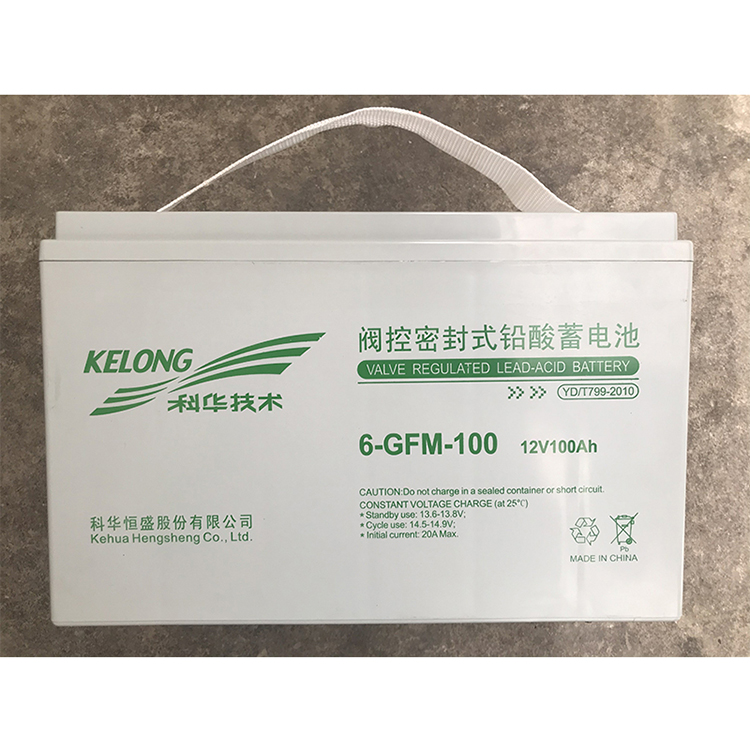 KELONG
科华技术
阀控密封式铅酸蓄电池
VALVE REGULATED LEAD-ACID BATTERY
YD/T799-2010
6-GFM-100 12V100Ah
CAUTION:Do not charge in a sealed container or short circuit.
CONSTANT VOLTAGE CHARGE (at 25℃)
* Standby use: 13.6-13.8V;
* Cycle use: 14.5-14.9V;
* Initial current: 20A Max.
科华恒盛股份有限公司
Kehua Hengsheng Co., Ltd.
Pb
MADE IN CHINA